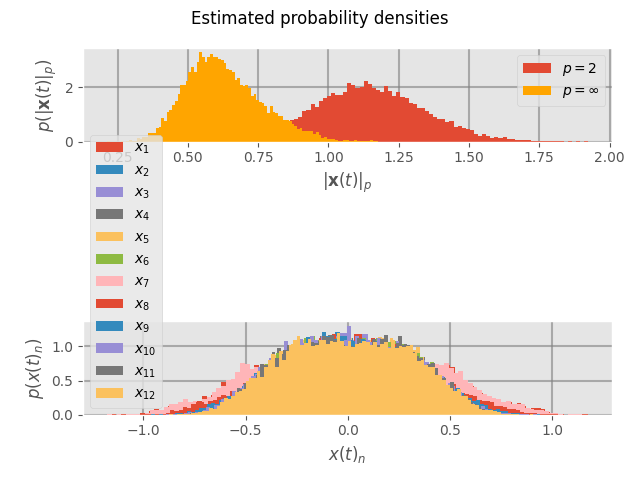 Estimated probability densities
p(|x(t)|_p)
2
0
p = 2
p = ∞
0.25 0.50 0.75 1.00 1.25 1.50 1.75 2.00
|x(t)|_p
x_1
x_2
x_3
x_4
x_5
x_6
x_7
x_8
x_9
x_10
x_11
x_12
p(x(t)_n)
1.0
0.5
0.0
−1.0 −0.5 0.0 0.5 1.0
x(t)_n